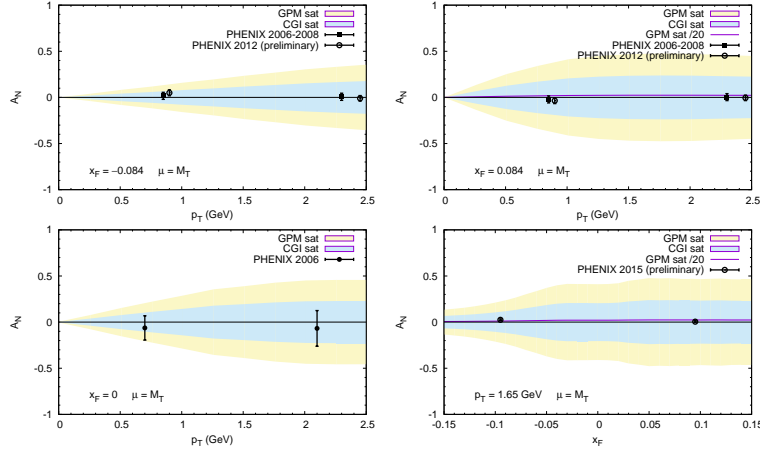 GPM sat
CGI sat
PHENIX 2006-2008
PHENIX 2012 (preliminary)
1
0.5
0
-0.5
-1
A_N
x_F = −0.084 μ = M_T
0 0.5 1 1.5 2 2.5
p_T (GeV)
GPM sat
CGI sat
GPM sat /20
PHENIX 2006-2008
PHENIX 2012 (preliminary)
1
0.5
0
-0.5
-1
A_N
x_F = 0.084 μ = M_T
0 0.5 1 1.5 2 2.5
p_T (GeV)
GPM sat
CGI sat
PHENIX 2006
1
0.5
0
-0.5
-1
A_N
x_F = 0 μ = M_T
0 0.5 1 1.5 2 2.5
p_T (GeV)
GPM sat
CGI sat
GPM sat /20
PHENIX 2015 (preliminary)
1
0.5
0
-0.5
-1
A_N
p_T = 1.65 GeV μ = M_T
-0.15 -0.1 -0.05 0 0.05 0.1 0.15
x_F